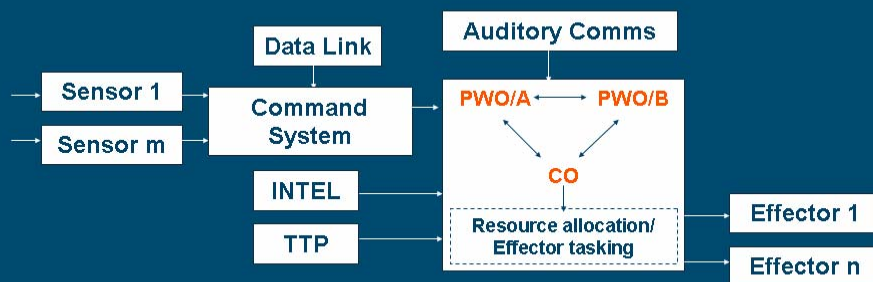 Data Link
Auditory Comms
Sensor 1
Command
System
PWO/A
PWO/B
Sensor m
CO
INTEL
TTP
Resource allocation/
Effector tasking
Effector 1
Effector n